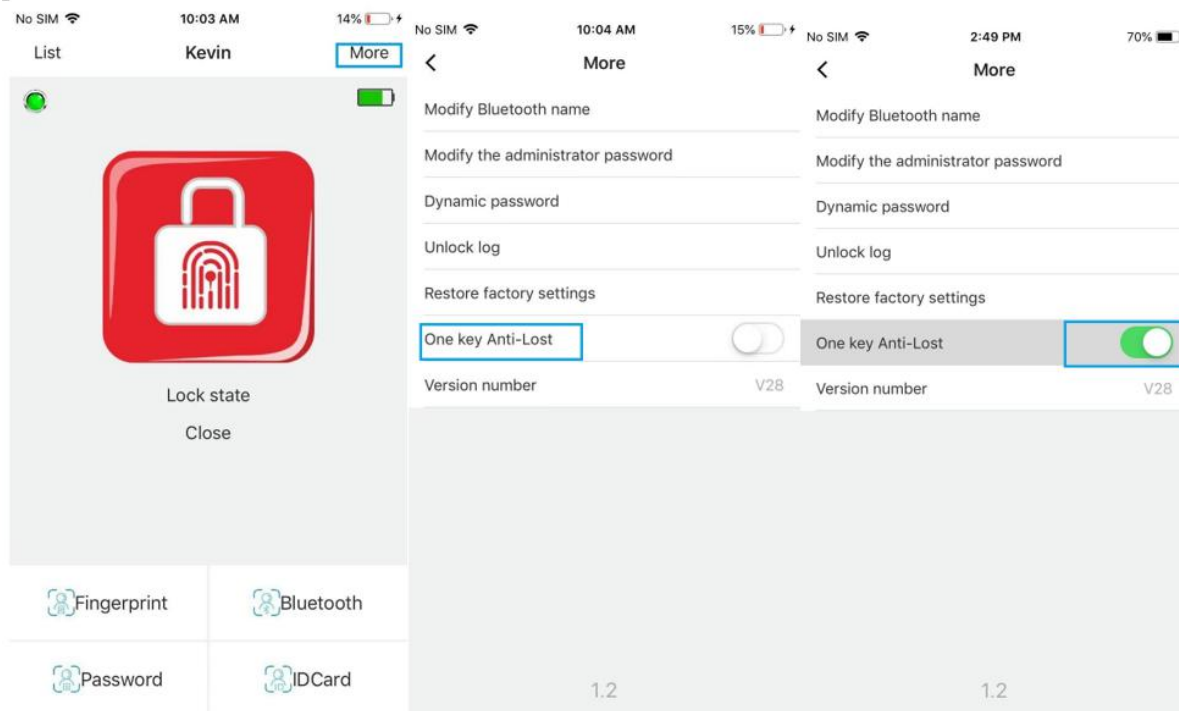 No SIM 10:03 AM 14%
List Kevin More
Lock state
Close
Fingerprint Bluetooth
Password IDCard
No SIM 10:04 AM 15%
More
Modify Bluetooth name
Modify the administrator password
Dynamic password
Unlock log
Restore factory settings
One key Anti-Lost
Version number V28
1.2
No SIM 2:49 PM 70%
More
Modify Bluetooth name
Modify the administrator password
Dynamic password
Unlock log
Restore factory settings
One key Anti-Lost
Version number V28
1.2